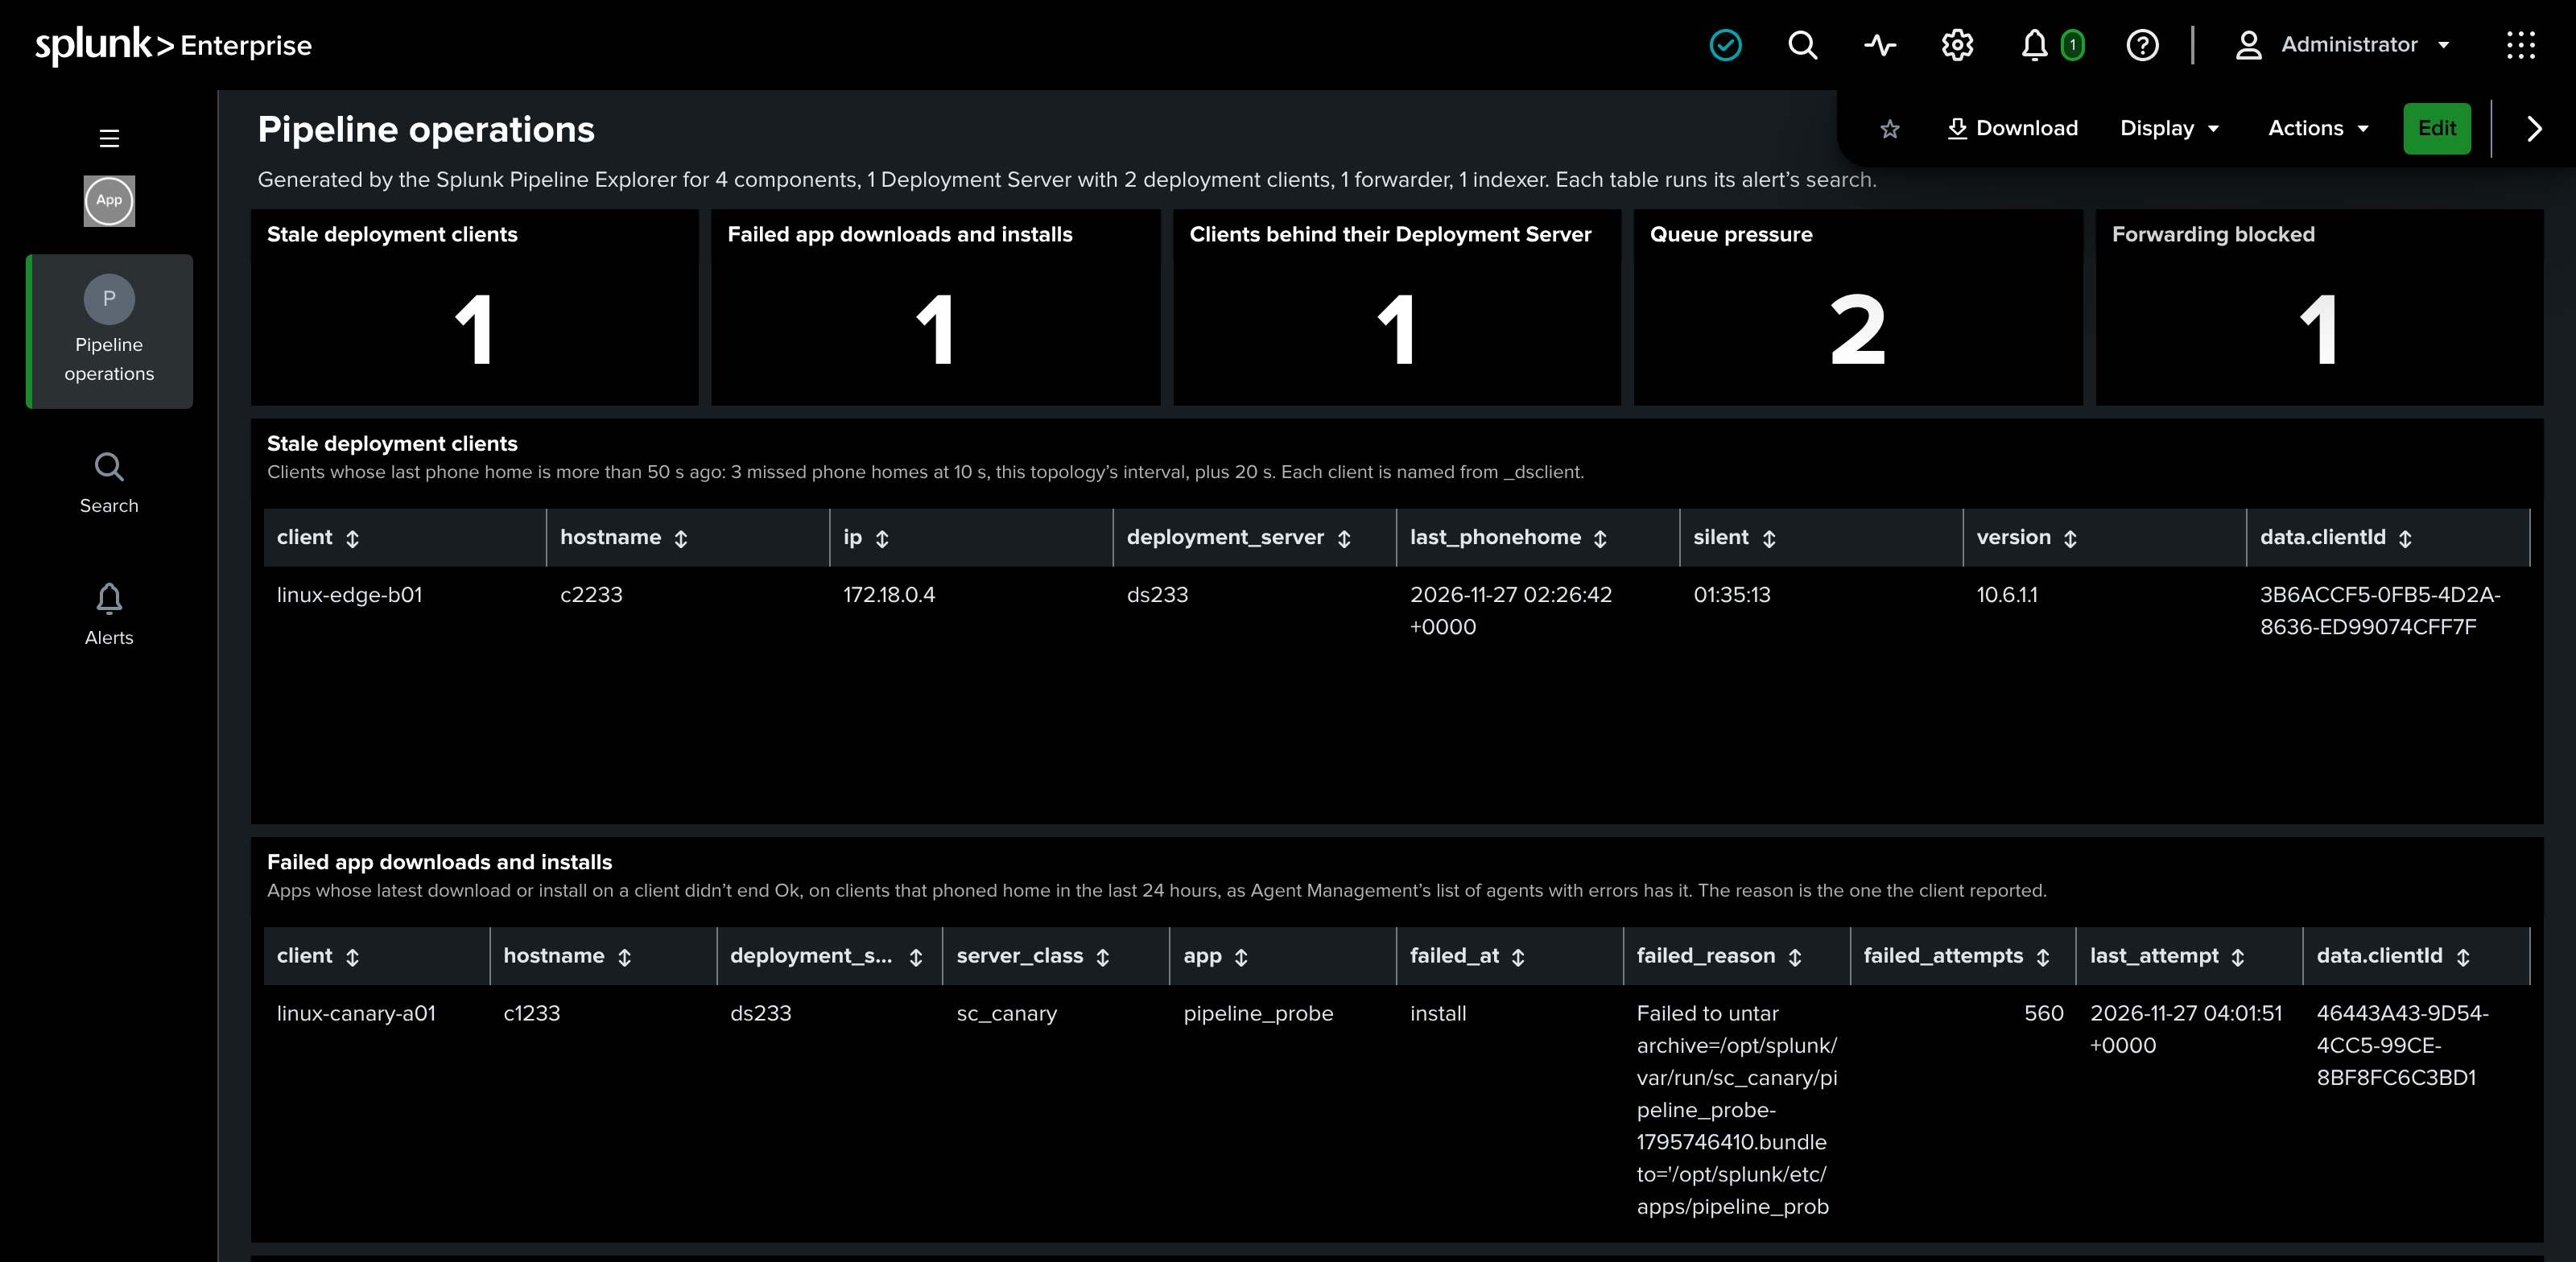 splunk>Enterprise
1
Administrator
Pipeline operations
Download
Display
Actions
Edit
Generated by the Splunk Pipeline Explorer for 4 components, 1 Deployment Server with 2 deployment clients, 1 forwarder, 1 indexer. Each table runs its alert’s search.
App
P
Pipeline
operations
Search
Alerts
Stale deployment clients
1
Failed app downloads and installs
1
Clients behind their Deployment Server
1
Queue pressure
2
Forwarding blocked
1
Stale deployment clients
Clients whose last phone home is more than 50 s ago: 3 missed phone homes at 10 s, this topology’s interval, plus 20 s. Each client is named from _dsclient.
client hostname ip deployment_server last_phonehome silent version data.clientId
linux-edge-b01 c2233 172.18.0.4 ds233 2026-11-27 02:26:42 01:35:13 10.6.1.1 3B6ACCF5-0FB5-4D2A-
+0000 8636-ED99074CFF7F
Failed app downloads and installs
Apps whose latest download or install on a client didn’t end Ok, on clients that phoned home in the last 24 hours, as Agent Management’s list of agents with errors has it. The reason is the one the client reported.
client hostname deployment_s... server_class app failed_at failed_reason failed_attempts last_attempt data.clientId
linux-canary-a01 c1233 ds233 sc_canary pipeline_probe install Failed to untar 560 2026-11-27 04:01:51 46443A43-9D54-
archive=/opt/splunk/ +0000 4CC5-99CE-
var/run/sc_canary/pi 8BF8FC6C3BD1
peline_probe-
1795746410.bundle
to='/opt/splunk/etc/
apps/pipeline_prob